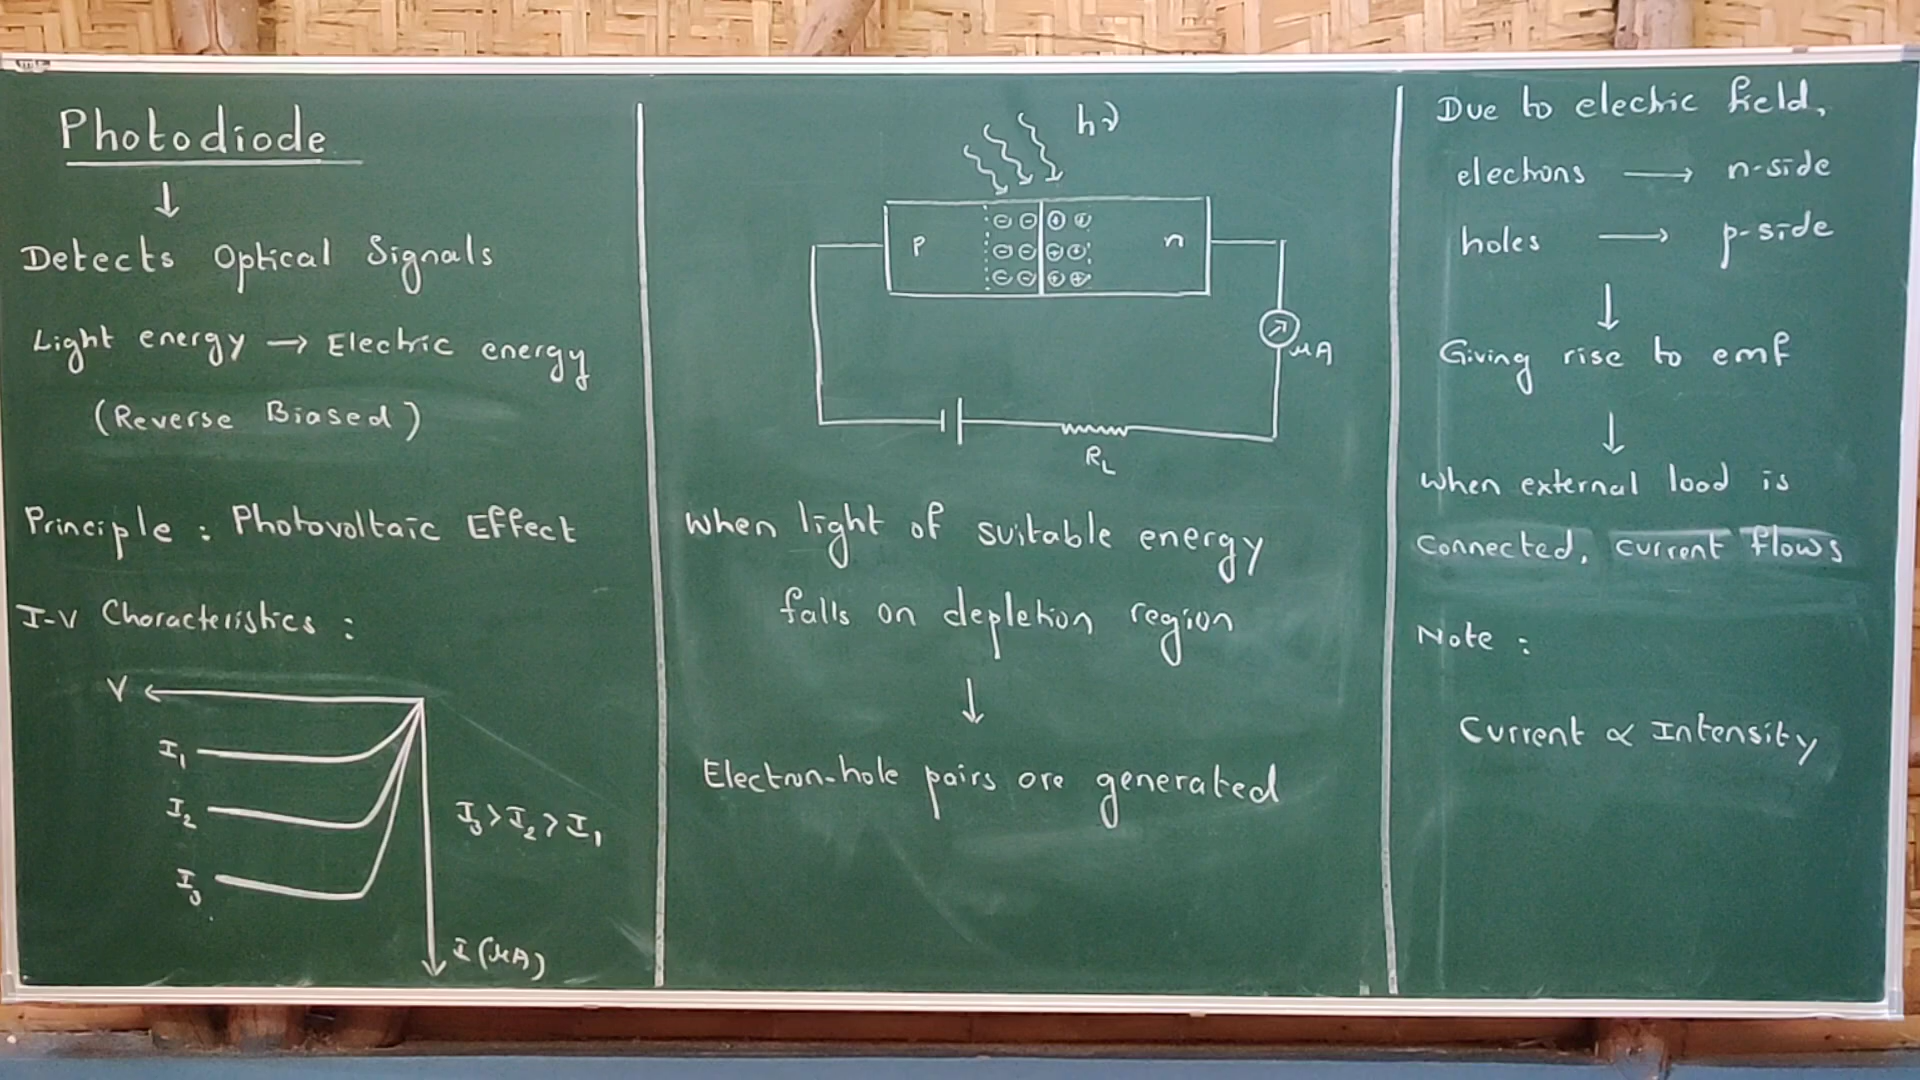 Photodiode
↓
Detects Optical Signals
Light energy → Electric energy
(Reverse Biased)
Principle : Photovoltaic Effect
I-V Characteristics :
V
I₁
I₂
I₃
I₃ > I₂ > I₁
I (μA)
hν
p
n
μA
R_L
When light of suitable energy
falls on depletion region
↓
Electron-hole pairs are generated
Due to electric field,
electrons → n-side
holes → p-side
↓
Giving rise to emf
↓
When external load is
connected, current flows
Note :
Current ∝ Intensity